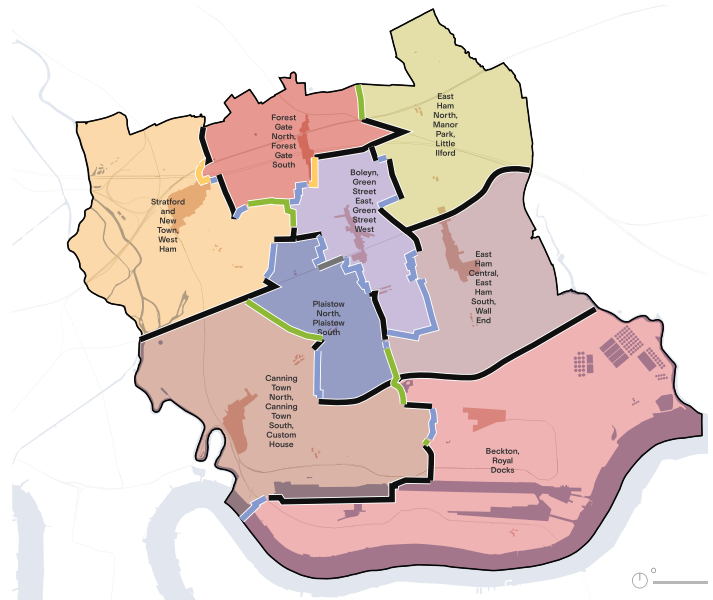 East
Ham
North,
Manor
Park,
Little
Ilford
Forest
Gate
North,
Forest
Gate
South
Boleyn,
Green
Street
East,
Green
Street
West
Stratford
and
New
Town,
West
Ham
East
Ham
Central,
East
Ham
South,
Wall
End
Plaistow
North,
Plaistow
South
Canning
Town
North,
Canning
Town
South,
Custom
House
Beckton,
Royal
Docks